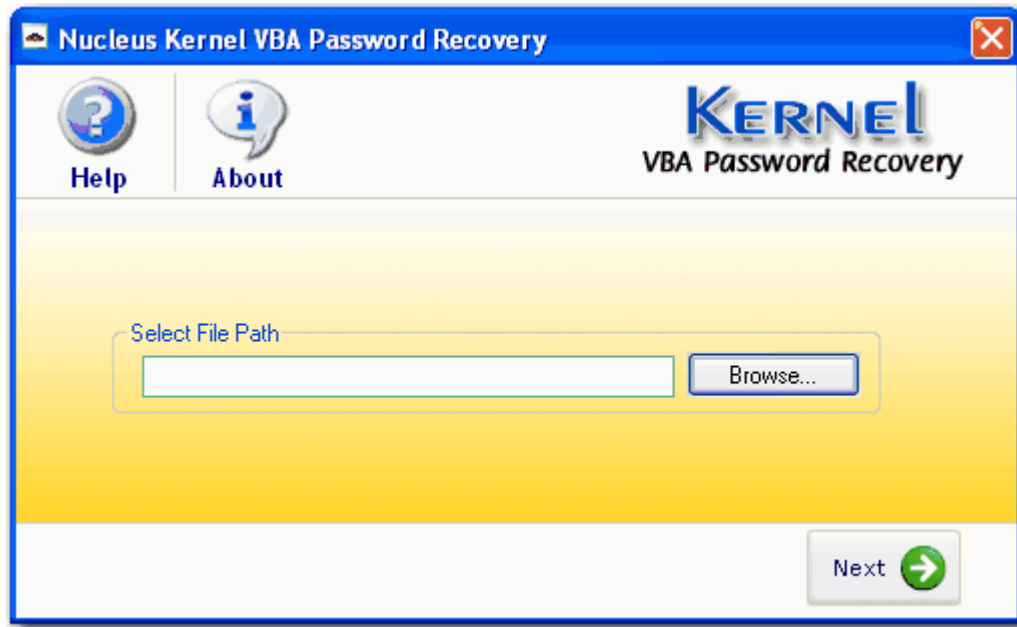 Nucleus Kernel VBA Password Recovery
Help
About
KERNEl
VBA Password Recovery
Select File Path
Browse...
Next